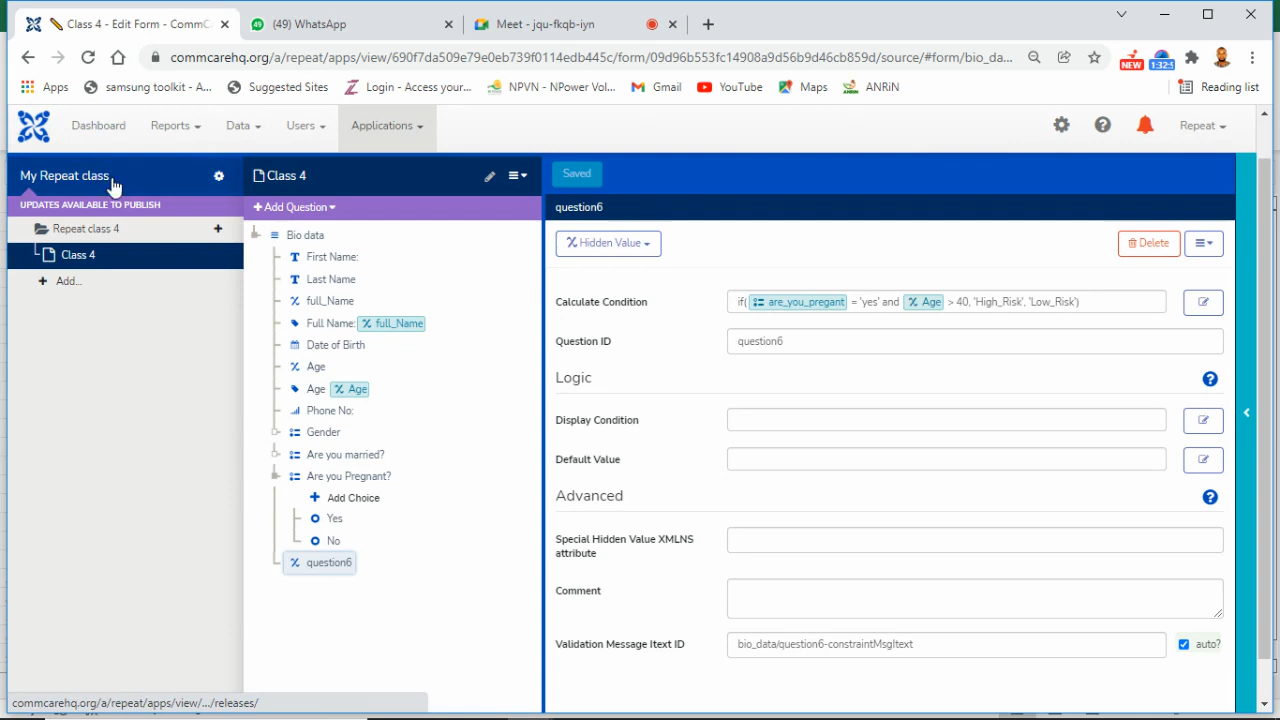 Class 4 - Edit Form - CommC
(49) WhatsApp
Meet - jqu-fkqb-iyn
commcarehq.org/a/repeat/apps/view/690f7da509e79e0eb739f0114edb445c/form/09d96b553fc14908a9d56b9d46cb859d/source/#form/bio_da...
NEW
1:32:5
Apps
samsung toolkit - A...
Suggested Sites
Login - Access your...
NPVN - NPower Vol...
Gmail
YouTube
Maps
ANRiN
Reading list
Dashboard
Reports
Data
Users
Applications
Repeat
My Repeat class
Class 4
Saved
UPDATES AVAILABLE TO PUBLISH
Add Question
question6
Repeat class 4
Class 4
Add...
Bio data
First Name:
Last Name
full_Name
Full Name: full_Name
Date of Birth
Age
Age Age
Phone No:
Gender
Are you married?
Are you Pregnant?
Add Choice
Yes
No
question6
Hidden Value
Delete
Calculate Condition
if( are_you_pregant = 'yes' and Age > 40, 'High_Risk', 'Low_Risk')
Question ID
question6
Logic
Display Condition
Default Value
Advanced
Special Hidden Value XMLNS
attribute
Comment
Validation Message Itext ID
bio_data/question6-constraintMsgItext
auto?
commcarehq.org/a/repeat/apps/view/.../releases/